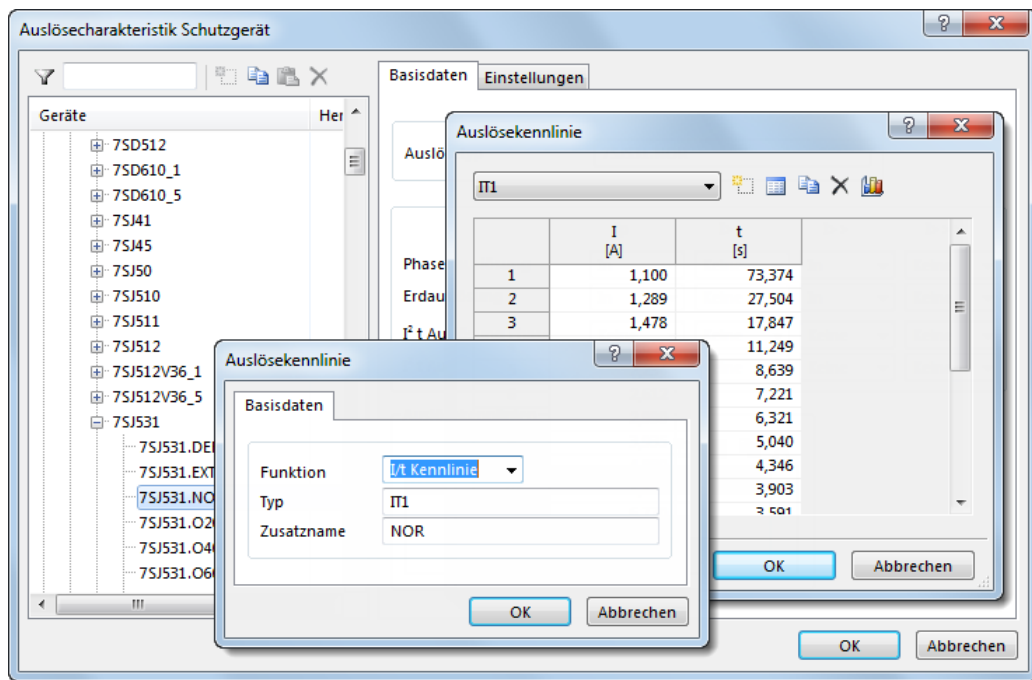 Auslösecharakteristik Schutzgerät
Basisdaten Einstellungen
Geräte
7SD512
7SD610_1
7SD610_5
7SJ41
7SJ45
7SJ50
7SJ510
7SJ511
7SJ512
7SJ512V36_1
7SJ512V36_5
7SJ531
Auslösekennlinie
IT1
I t
[A] [s]
1 1,100 73,374
2 1,289 27,504
3 1,478 17,847
11,249
8,639
7,221
6,321
5,040
4,346
3,903
3,591
OK Abbrechen
Auslösekennlinie
Basisdaten
Funktion I/t Kennlinie
Typ IT1
Zusatzname NOR
OK Abbrechen
OK Abbrechen